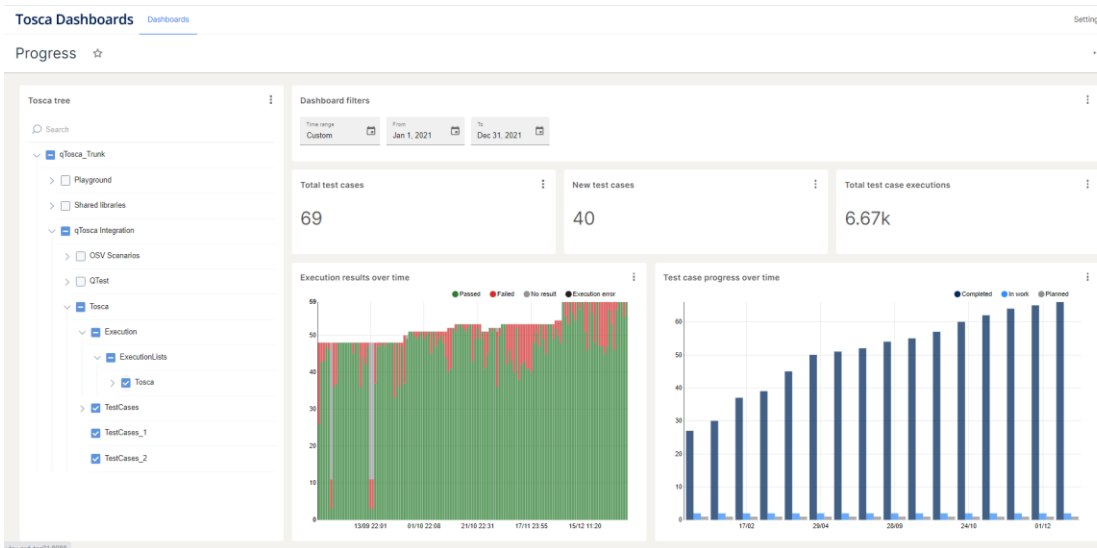 Tosca Dashboards Dashboards Setting
Progress
Tosca tree
Search
qTosca_Trunk
Playground
Shared libraries
qTosca Integration
OSV Scenarios
QTest
Tosca
Execution
ExecutionLists
Tosca
TestCases
TestCases_1
TestCases_2
Dashboard filters
Time range From To
Custom Jan 1, 2021 Dec 31, 2021
Total test cases
69
New test cases
40
Total test case executions
6.67k
Execution results over time
Passed Failed No result Execution error
59
50
40
30
20
10
0
13/09 22:01 01/10 22:08 21/10 22:31 17/11 23:55 15/12 11:20
Test case progress over time
Completed In work Planned
60
50
40
30
20
10
0
17/02 29/04 28/09 24/10 01/12